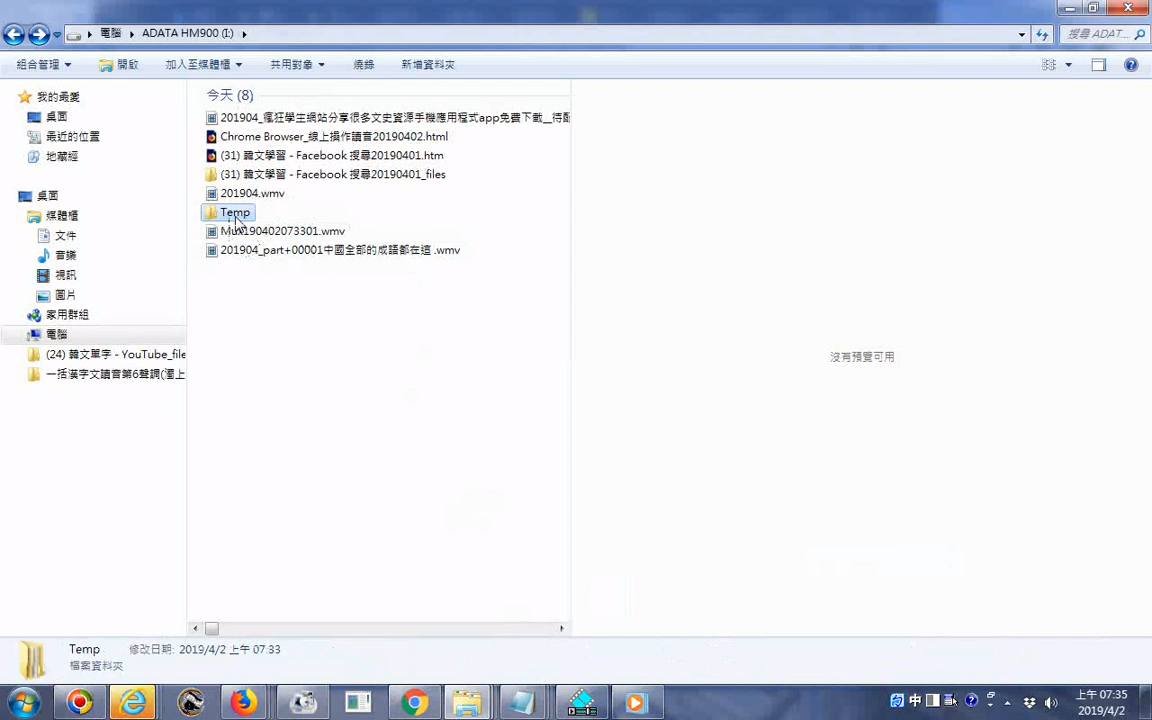 電腦 ▸ ADATA HM900 (I:) ▸
搜尋 ADAT...
組合管理
開啟
加入至媒體櫃
共用對象
燒錄
新增資料夾
我的最愛
桌面
最近的位置
地藏經
桌面
媒體櫃
文件
音樂
視訊
圖片
家用群組
電腦
(24) 韓文單字 - YouTube_file
一括漢字文讀音第6聲調(濁上
今天 (8)
201904_瘋狂學生網站分享很多文史資源手機應用程式app免費下載__待配
Chrome Browser_線上操作讀音20190402.html
(31) 韓文學習 - Facebook 搜尋20190401.htm
(31) 韓文學習 - Facebook 搜尋20190401_files
201904.wmv
Temp
190402073301.wmv
201904_part+00001中國全部的成語都在這 .wmv
沒有預覽可用
Temp
修改日期: 2019/4/2 上午 07:33
檔案資料夾
中
上午 07:35
2019/4/2